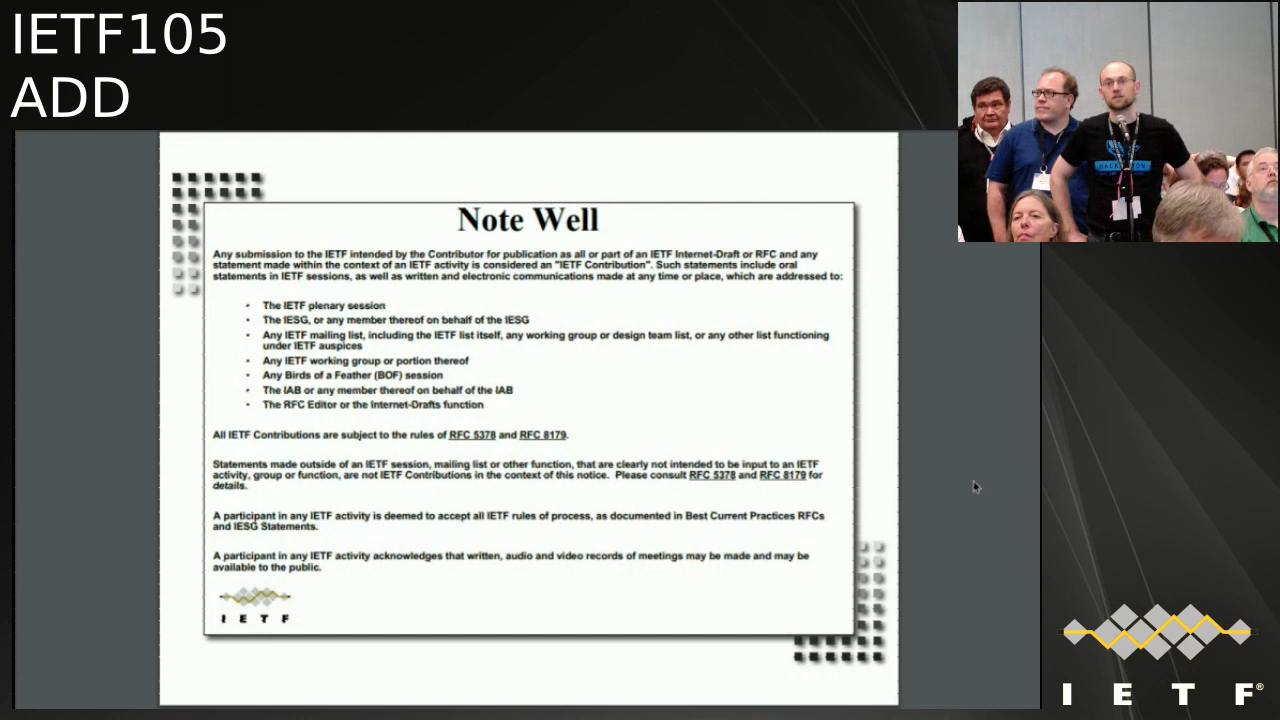 IETF105
ADD
Note Well
Any submission to the IETF intended by the Contributor for publication as all or part of an IETF Internet-Draft or RFC and any
statement made within the context of an IETF activity is considered an "IETF Contribution". Such statements include oral
statements in IETF sessions, as well as written and electronic communications made at any time or place, which are addressed to:
• The IETF plenary session
• The IESG, or any member thereof on behalf of the IESG
• Any IETF mailing list, including the IETF list itself, any working group or design team list, or any other list functioning
under IETF auspices
• Any IETF working group or portion thereof
• Any Birds of a Feather (BOF) session
• The IAB or any member thereof on behalf of the IAB
• The RFC Editor or the Internet-Drafts function
All IETF Contributions are subject to the rules of RFC 5378 and RFC 8179.
Statements made outside of an IETF session, mailing list or other function, that are clearly not intended to be input to an IETF
activity, group or function, are not IETF Contributions in the context of this notice. Please consult RFC 5378 and RFC 8179 for
details.
A participant in any IETF activity is deemed to accept all IETF rules of process, as documented in Best Current Practices RFCs
and IESG Statements.
A participant in any IETF activity acknowledges that written, audio and video records of meetings may be made and may be
available to the public.
I E T F
I E T F®